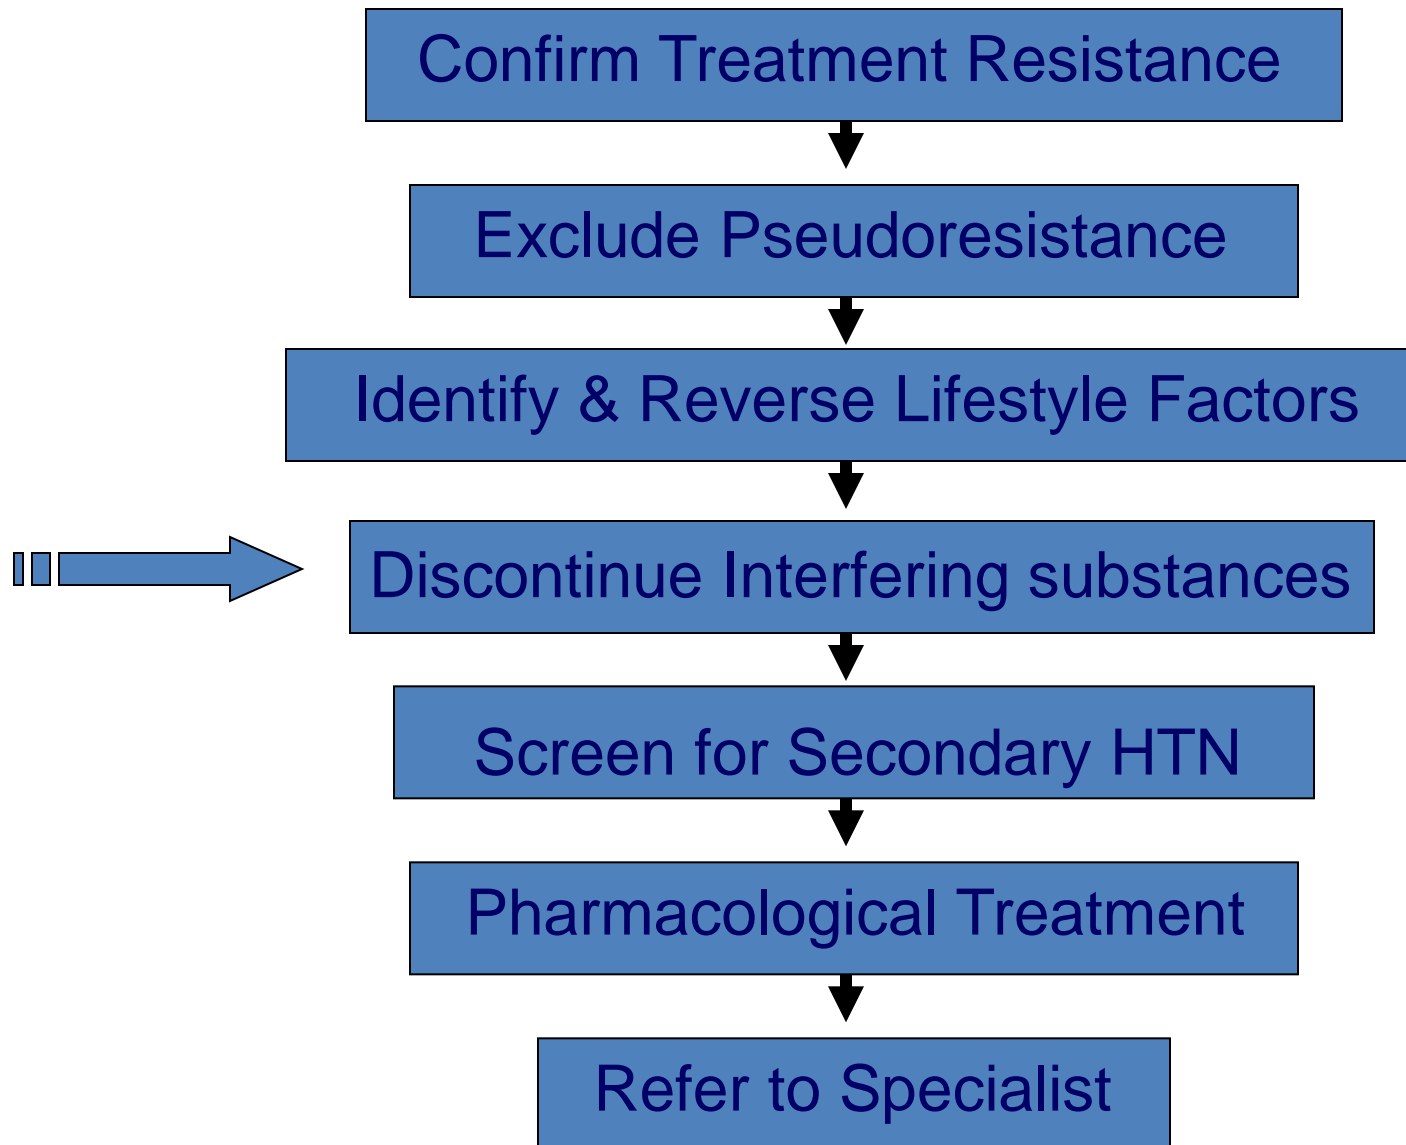 Confirm Treatment Resistance
Exclude Pseudoresistance
Identify & Reverse Lifestyle Factors
Discontinue Interfering substances
Screen for Secondary HTN
Pharmacological Treatment
Refer to Specialist